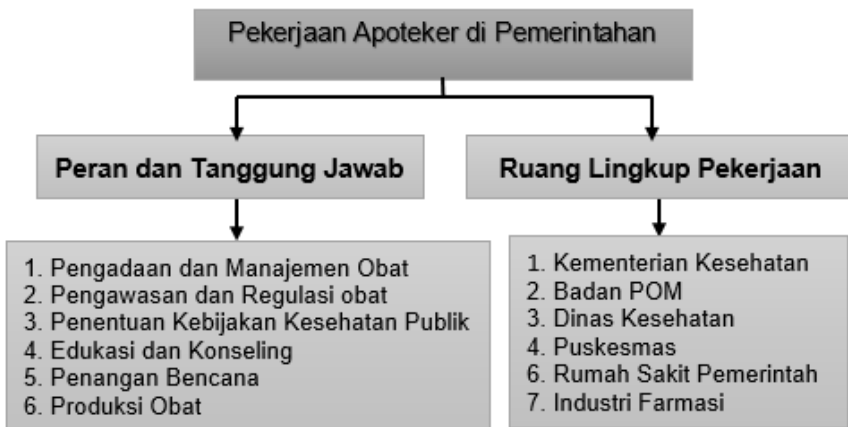 Pekerjaan Apoteker di Pemerintahan
Peran dan Tanggung Jawab
1. Pengadaan dan Manajemen Obat
2. Pengawasan dan Regulasi obat
3. Penentuan Kebijakan Kesehatan Publik
4. Edukasi dan Konseling
5. Penangan Bencana
6. Produksi Obat
Ruang Lingkup Pekerjaan
1. Kementerian Kesehatan
2. Badan POM
3. Dinas Kesehatan
4. Puskesmas
6. Rumah Sakit Pemerintah
7. Industri Farmasi